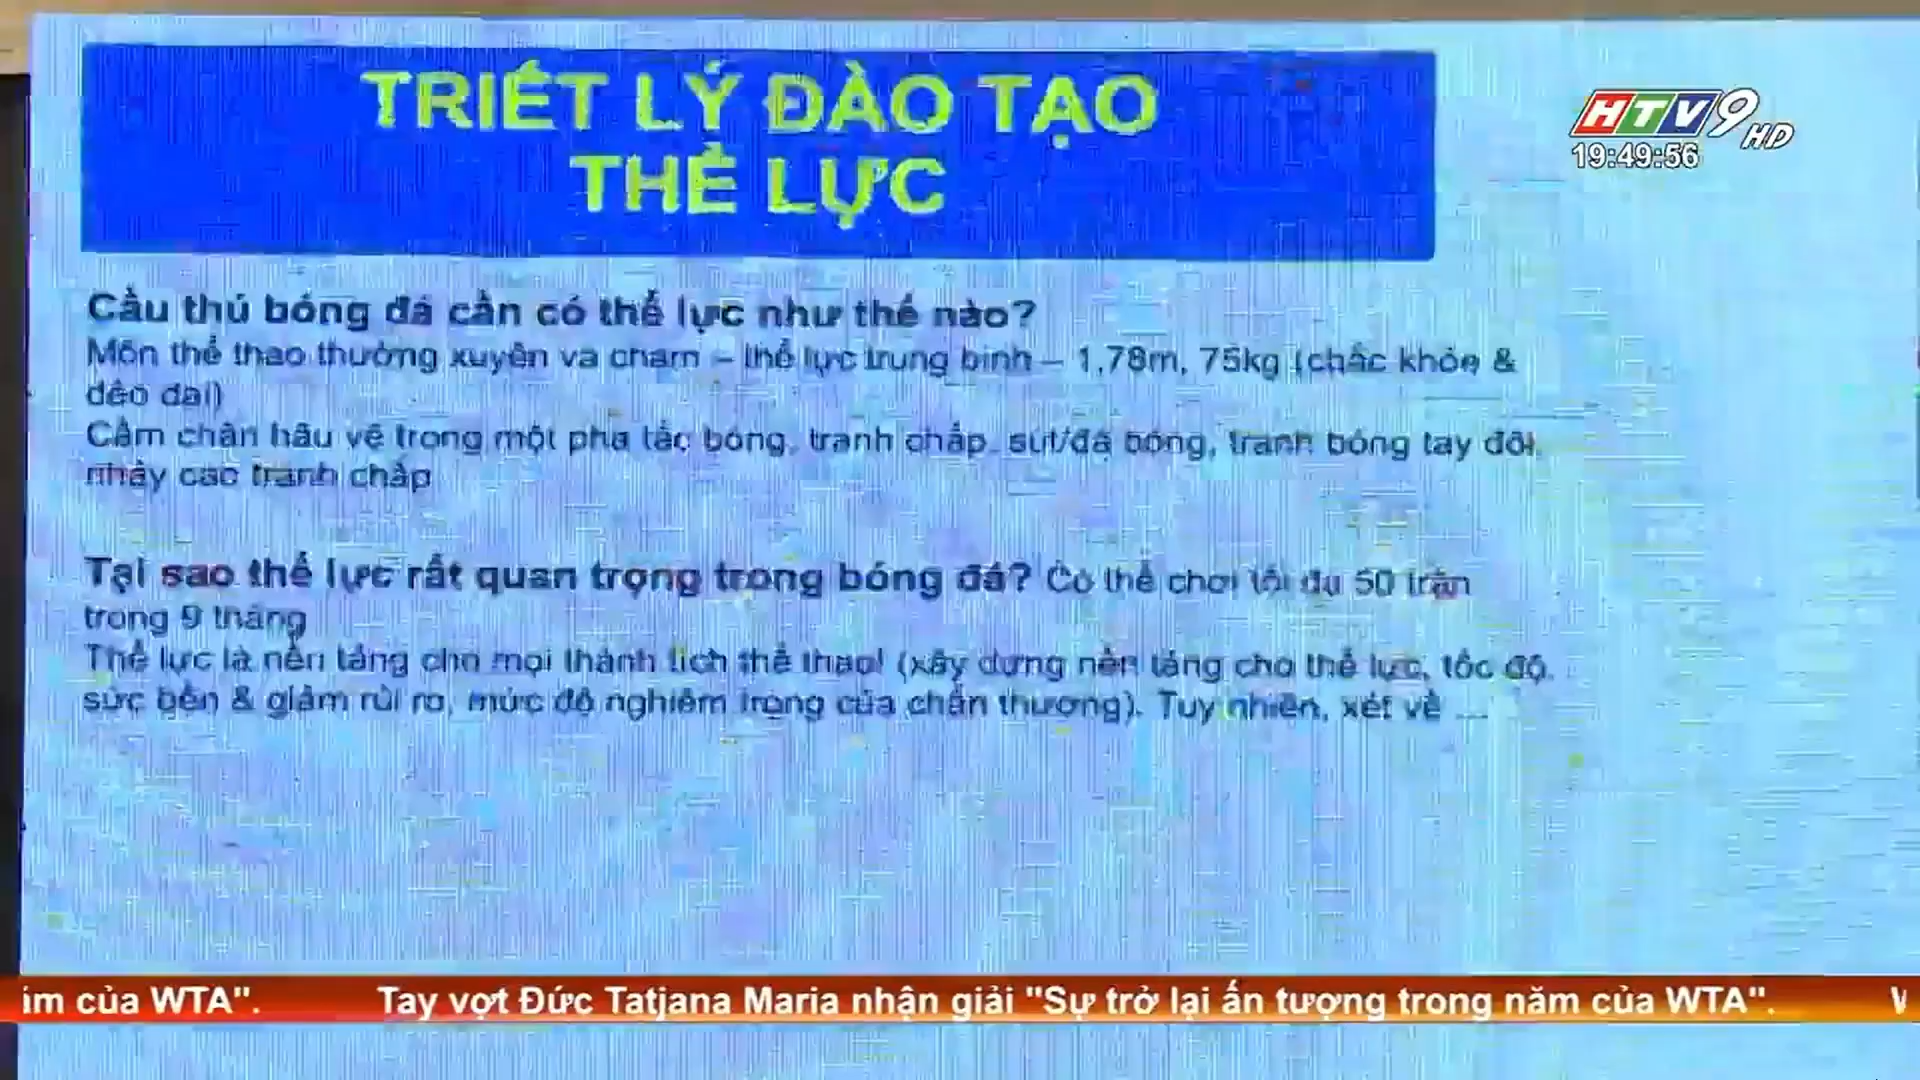 TRIẾT LÝ ĐÀO TẠO
THỂ LỰC
HTV9 HD
19:49:56
Cầu thủ bóng đá cần có thể lực như thế nào?
Môn thể thao thường xuyên va chạm – thể lực trung bình – 1,78m, 75kg (chắc khỏe &
dẻo dai)
Cầm chân hậu vệ trong một pha tắc bóng, tranh chấp, sút/đá bóng, tranh bóng tay đôi,
nhảy cao tranh chấp
Tại sao thể lực rất quan trọng trong bóng đá? Có thể chơi tối đa 50 trận
trong 9 tháng
Thể lực là nền tảng cho mọi thành tích thể thao! (xây dựng nền tảng cho thể lực, tốc độ,
sức bền & giảm rủi ro, mức độ nghiêm trọng của chấn thương). Tuy nhiên, xét về ...
ăm của WTA". Tay vợt Đức Tatjana Maria nhận giải "Sự trở lại ấn tượng trong năm của WTA". V